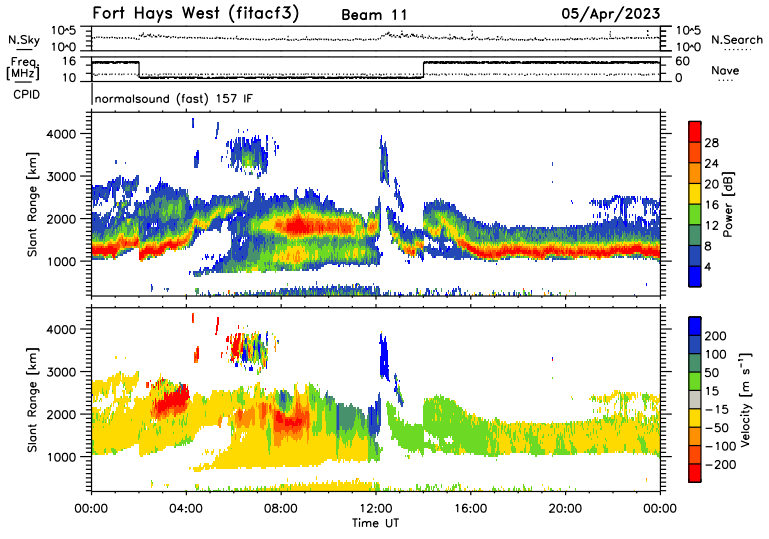 Fort Hays West (fitacf3) Beam 11 05/Apr/2023
N.Sky 10^5 10^0 10^5 10^0 N.Search
Freq. [MHz] 16 10 60 0 Nave
CPID normalsound (fast) 157 IF
Slant Range [km]
4000
3000
2000
1000
28
24
20
16
12
8
4
Power [dB]
Slant Range [km]
4000
3000
2000
1000
200
100
50
15
-15
-50
-100
-200
Velocity [m s⁻¹]
00:00 04:00 08:00 12:00 16:00 20:00 00:00
Time UT